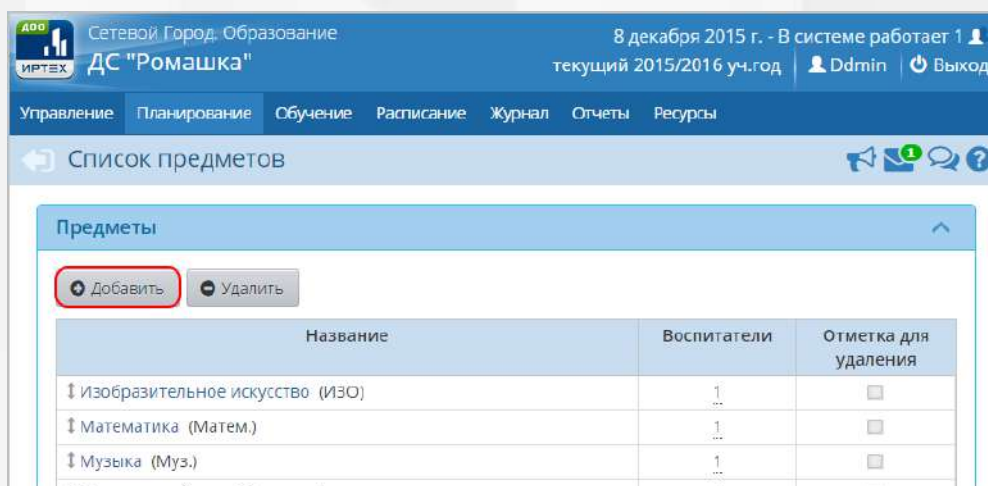 ДОО
ИРТЕХ
Сетевой Город. Образование
ДС "Ромашка"
8 декабря 2015 г. - В системе работает 1
текущий 2015/2016 уч.год Ddmin Выход
Управление Планирование Обучение Расписание Журнал Отчеты Ресурсы
Список предметов
1
?
Предметы
Добавить Удалить
Название Воспитатели Отметка для
удаления
Изобразительное искусство (ИЗО) 1
Математика (Матем.) 1
Музыка (Муз.) 1